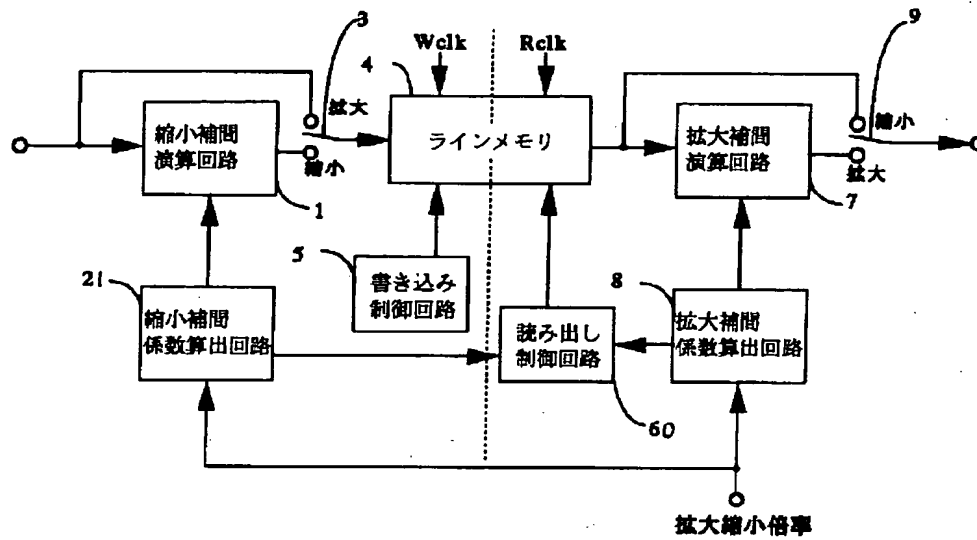 3
9
Wclk
Rclk
4
拡大
縮小
縮小補間
演算回路
ラインメモリ
拡大補間
演算回路
縮小
拡大
1
7
21
5
8
書き込み
制御回路
縮小補間
係数算出回路
読み出し
制御回路
拡大補間
係数算出回路
60
拡大縮小倍率